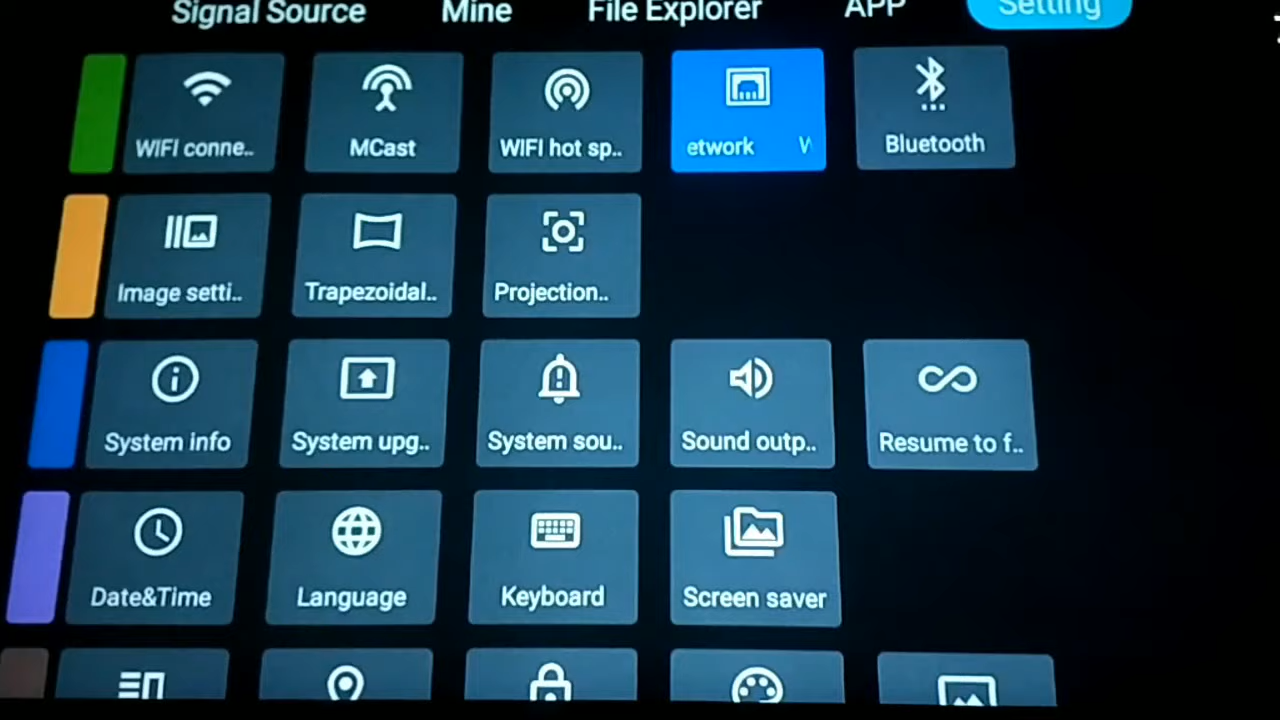 Signal Source Mine File Explorer APP Setting
WIFI conne.. MCast WIFI hot sp.. etwork W Bluetooth
Image setti.. Trapezoidal.. Projection..
System info System upg.. System sou.. Sound outp.. Resume to f..
Date&Time Language Keyboard Screen saver